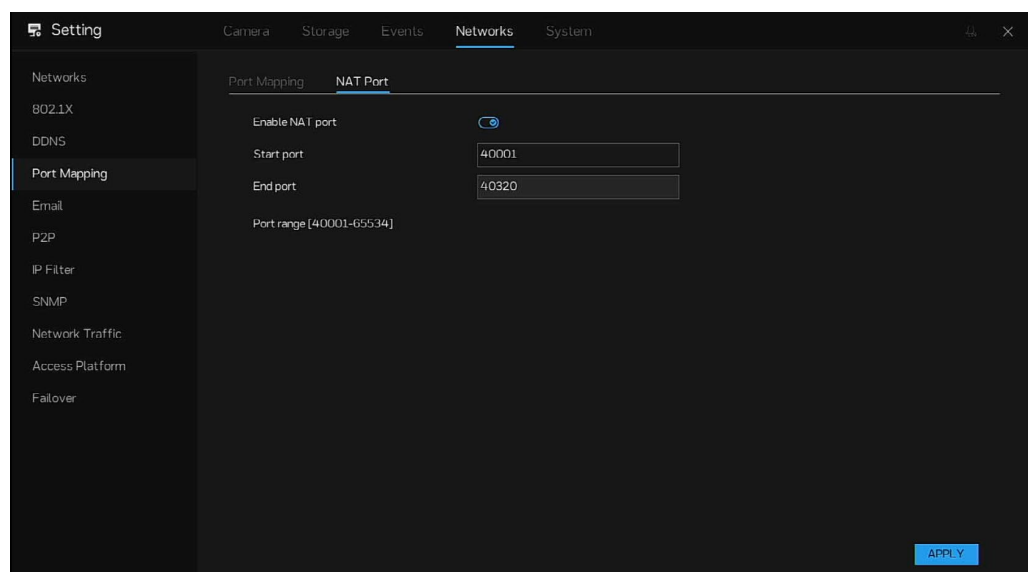 Setting
Camera Storage Events Networks System
Networks
802.1X
DDNS
Port Mapping
Email
P2P
IP Filter
SNMP
Network Traffic
Access Platform
Failover
Port Mapping NAT Port
Enable NAT port
Start port 40001
End port 40320
Port range [40001-65534]
APPLY